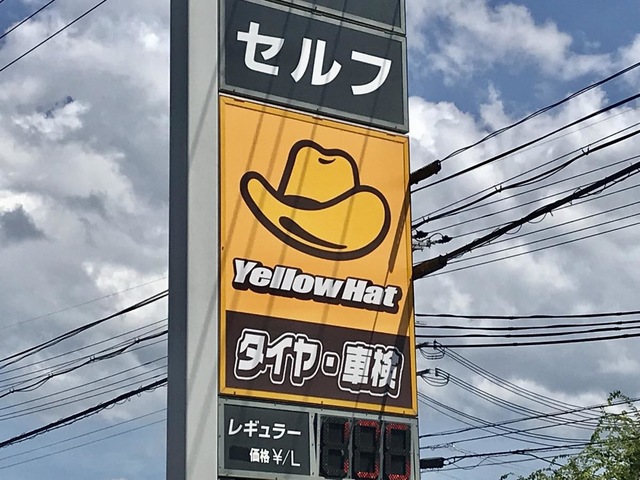 セルフ
YellowHat
タイヤ・車検
レギュラー
価格 ¥/L